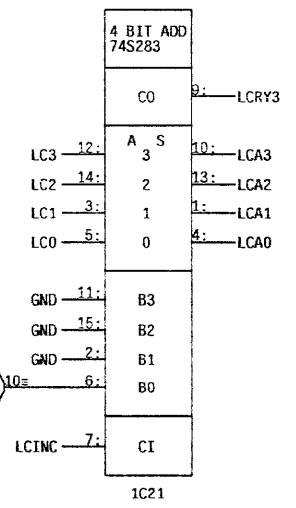 4 BIT ADD
74S283
CO 9: LCRY3
A S
LC3 12: 3 10: LCA3
LC2 14: 2 13: LCA2
LC1 3: 1 1: LCA1
LC0 5: 0 4: LCA0
GND 11: B3
GND 15: B2
GND 2: B1
10= 6: B0
LCINC 7: CI
1C21